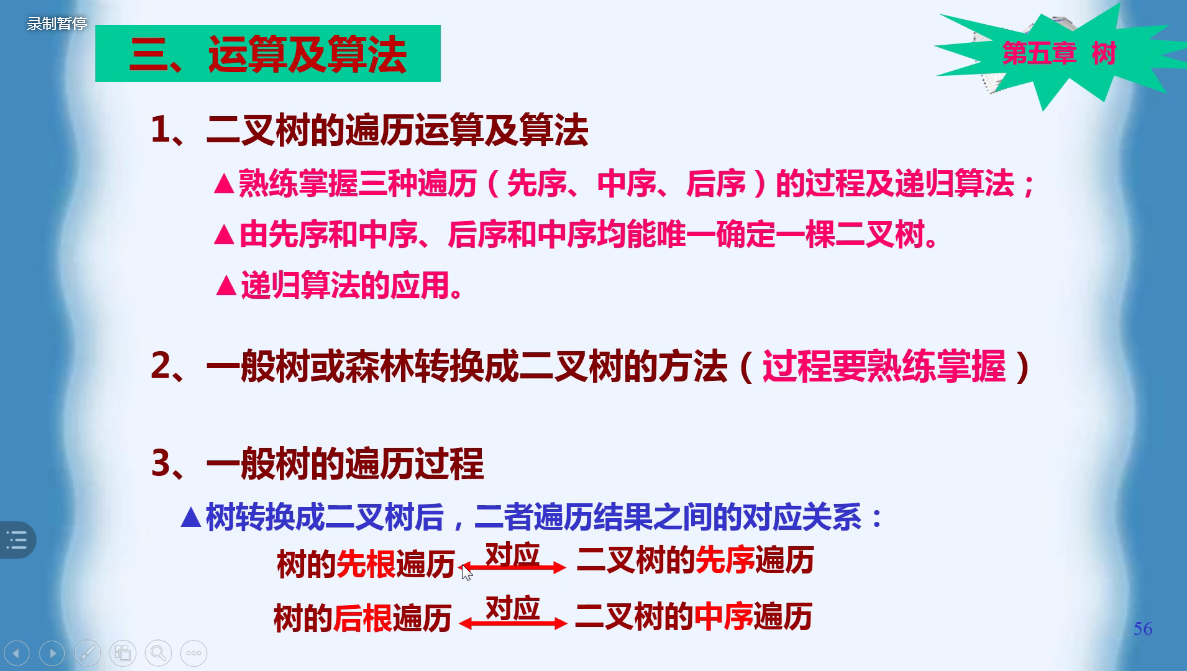 录制暂停
三、运算及算法
第五章 树
1、二叉树的遍历运算及算法
▲熟练掌握三种遍历（先序、中序、后序）的过程及递归算法；
▲由先序和中序、后序和中序均能唯一确定一棵二叉树。
▲递归算法的应用。
2、一般树或森林转换成二叉树的方法（过程要熟练掌握）
3、一般树的遍历过程
▲树转换成二叉树后，二者遍历结果之间的对应关系：
树的先根遍历 对应 二叉树的先序遍历
树的后根遍历 对应 二叉树的中序遍历
56